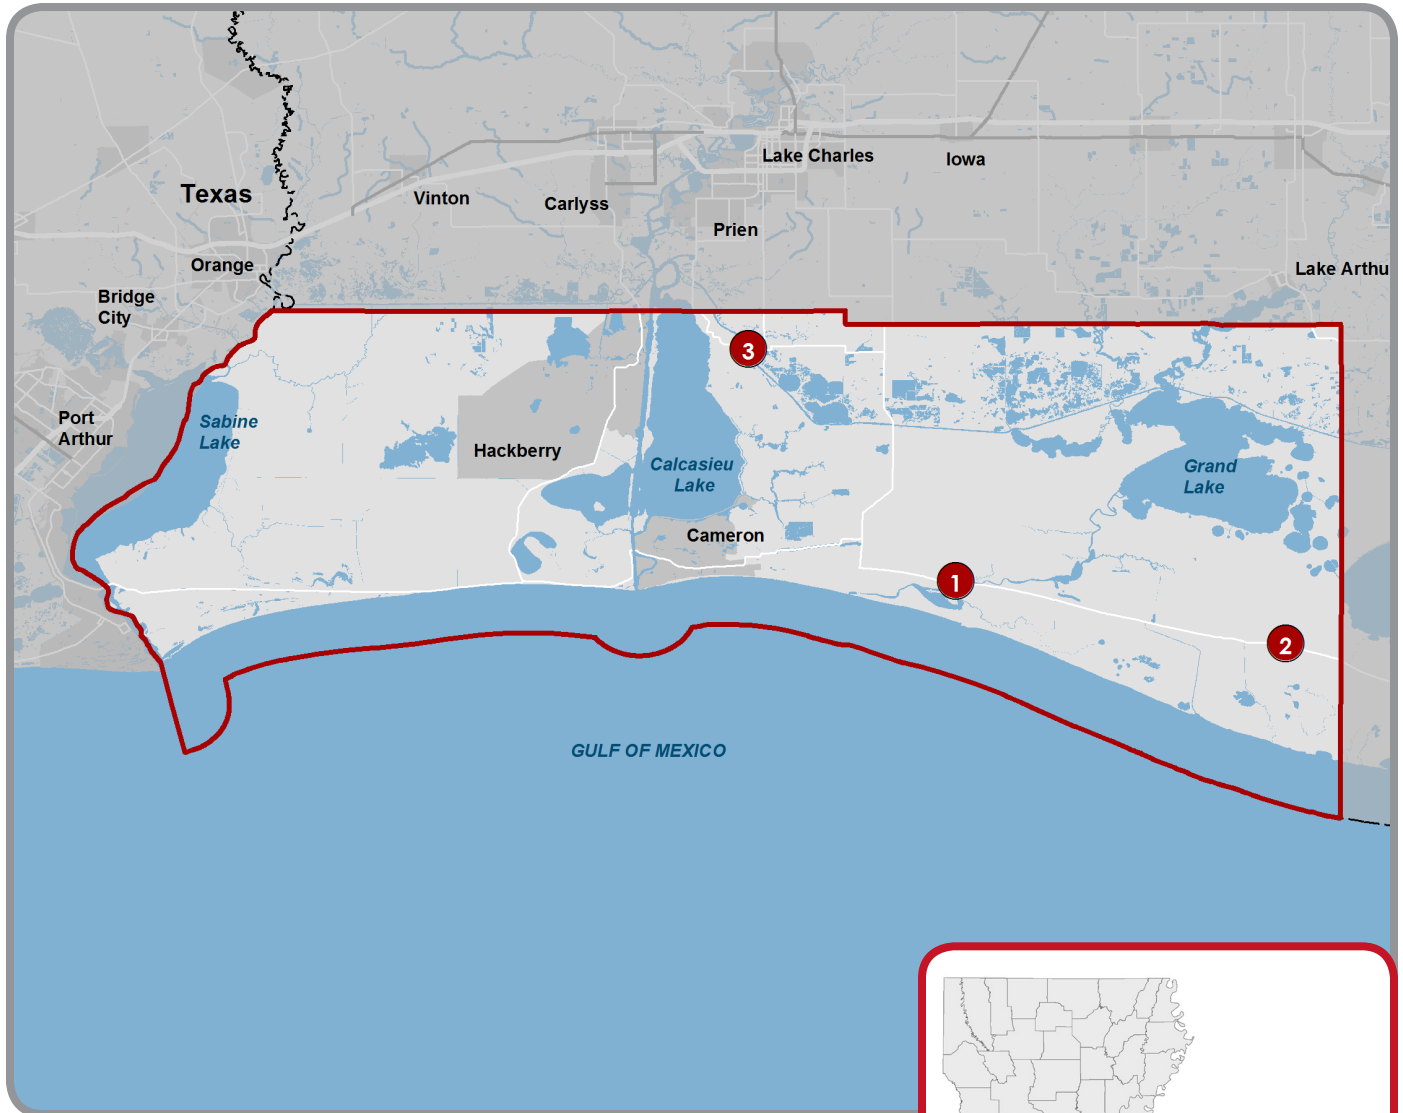 Lake Charles
Iowa
Texas
Vinton
Carlyss
Prien
Orange
Lake Arthu
Bridge
City
3
Port
Arthur
Sabine
Lake
Hackberry
Calcasieu
Lake
Grand
Lake
Cameron
1
2
GULF OF MEXICO